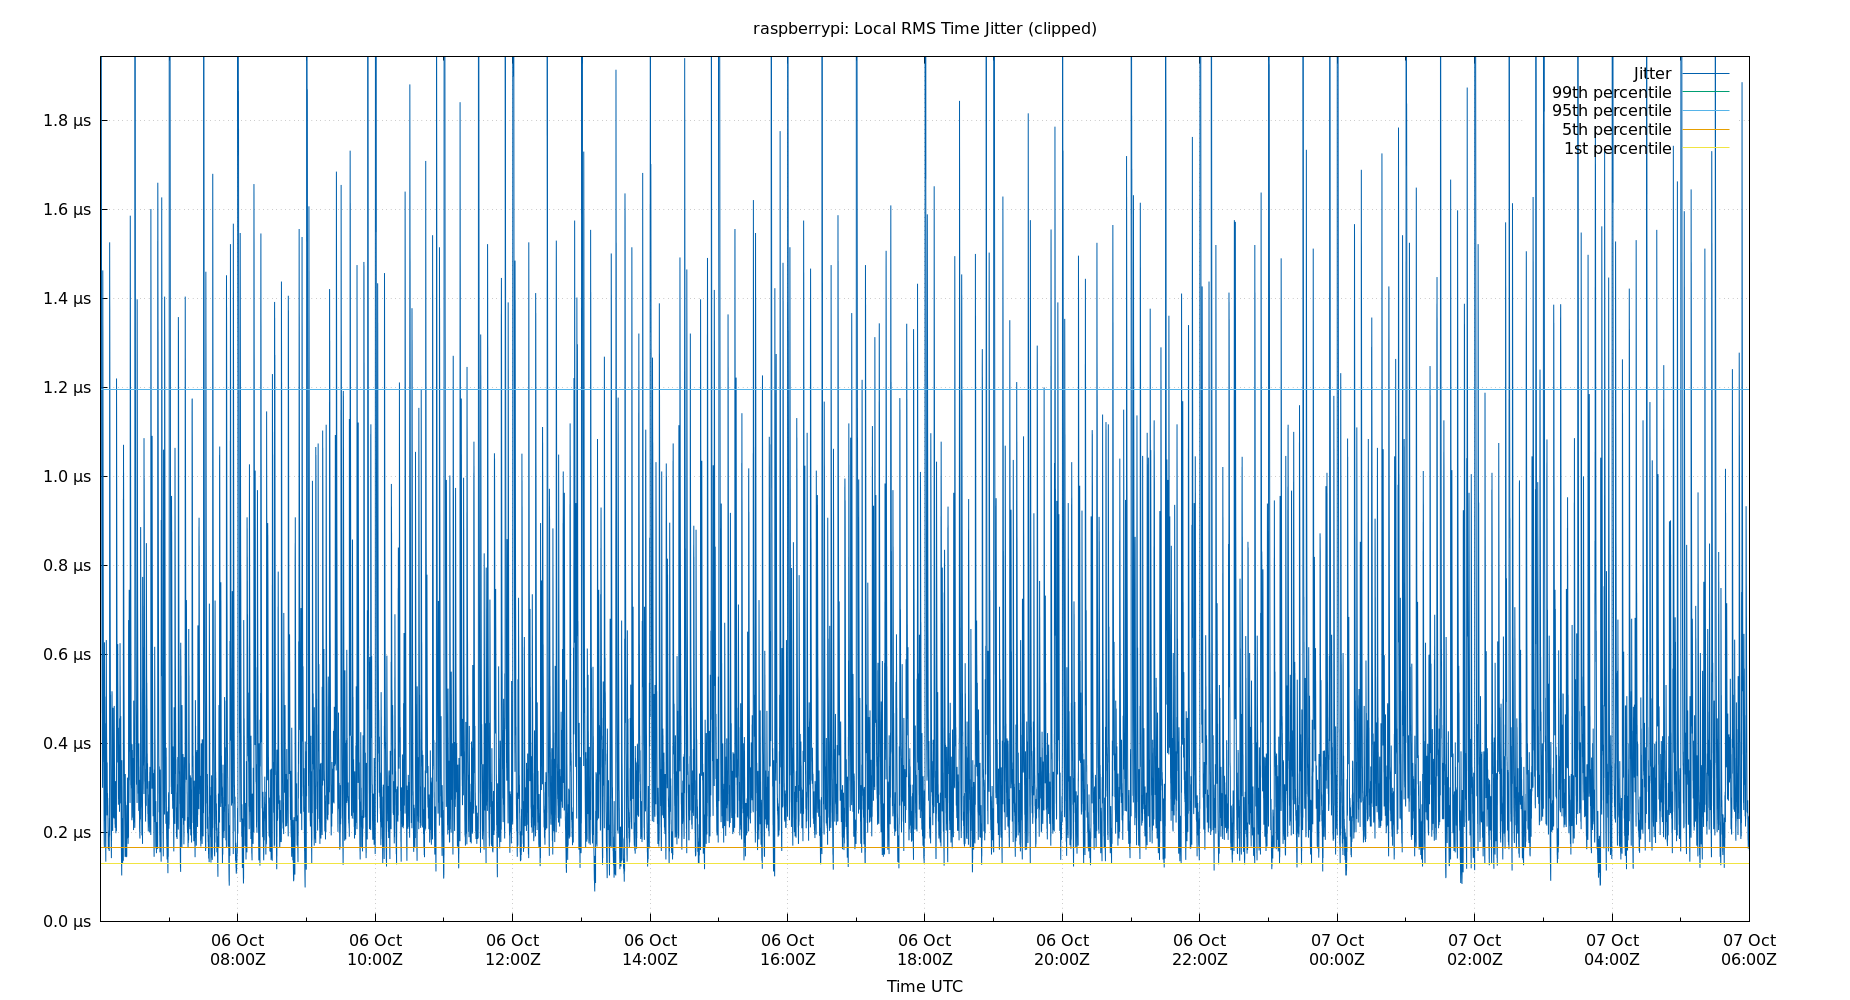 raspberrypi: Local RMS Time Jitter (clipped)
Jitter
99th percentile
95th percentile
5th percentile
1st percentile
1.8 µs
1.6 µs
1.4 µs
1.2 µs
1.0 µs
0.8 µs
0.6 µs
0.4 µs
0.2 µs
0.0 µs
06 Oct 06 Oct 06 Oct 06 Oct 06 Oct 06 Oct 06 Oct 06 Oct 07 Oct 07 Oct 07 Oct 07 Oct
08:00Z 10:00Z 12:00Z 14:00Z 16:00Z 18:00Z 20:00Z 22:00Z 00:00Z 02:00Z 04:00Z 06:00Z
Time UTC